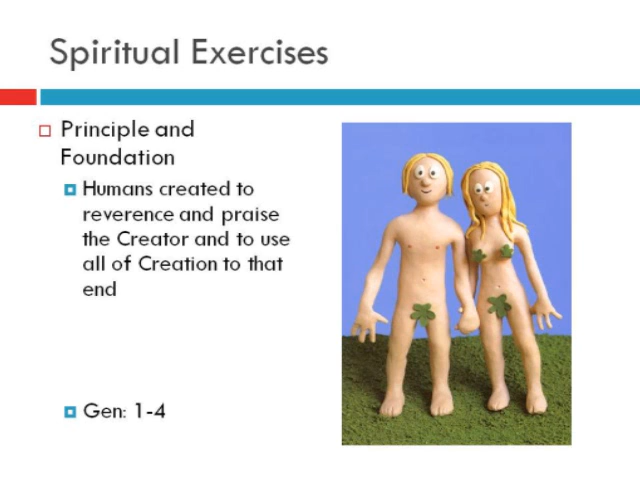 Spiritual Exercises
Principle and
Foundation
Humans created to
reverence and praise
the Creator and to use
all of Creation to that
end
Gen: 1-4